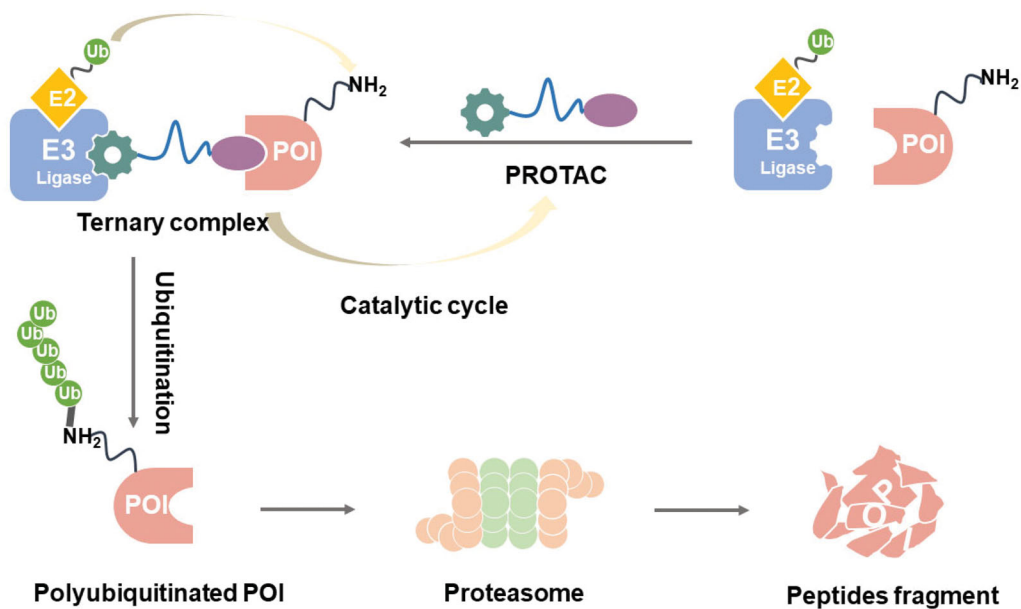 Ub
E2
E3
Ligase
POI
NH2
Ternary complex
PROTAC
Catalytic cycle
Ub
E2
E3
Ligase
POI
NH2
Ubiquitination
Ub
Ub
Ub
Ub
Ub
NH2
POI
Polyubiquitinated POI
Proteasome
P
O
I
Peptides fragment